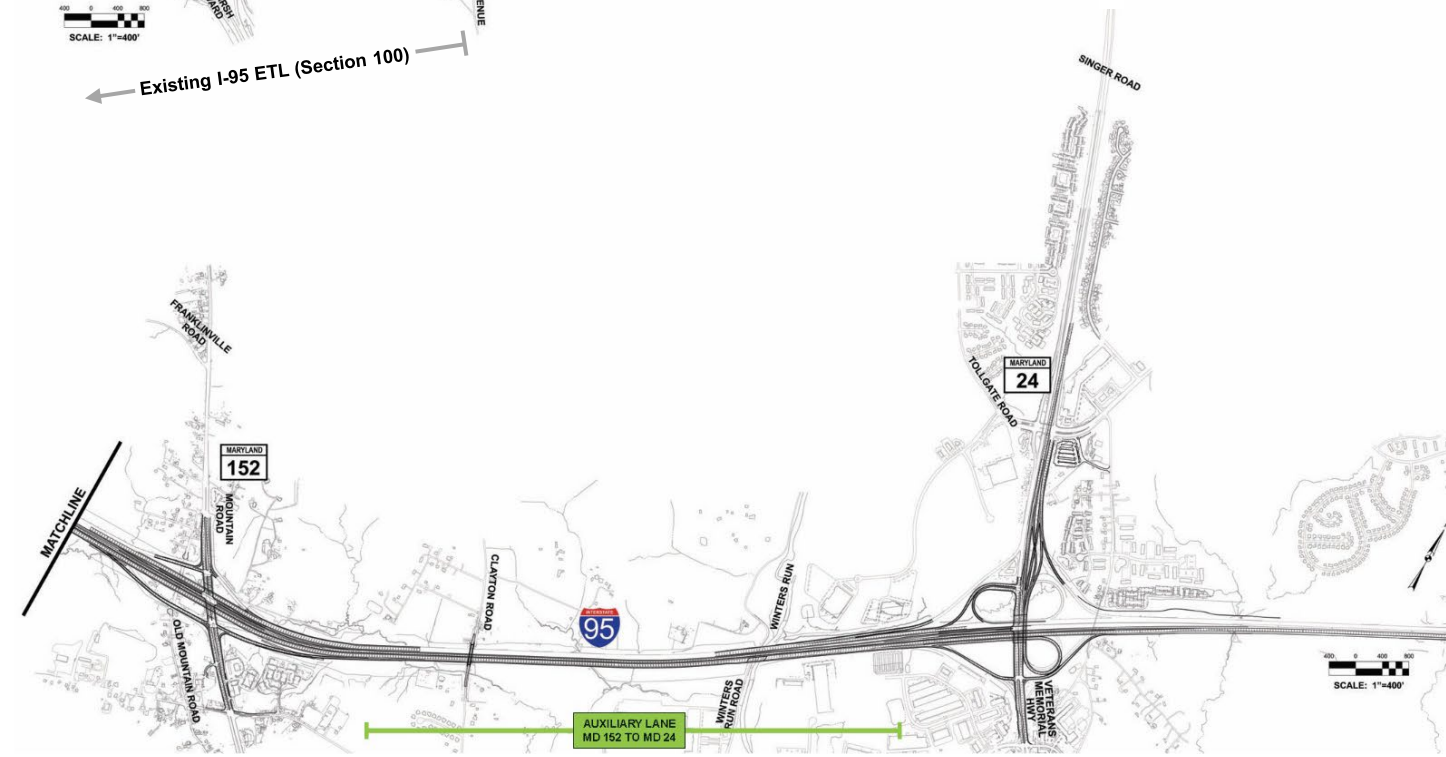 400 0 400 800
SCALE: 1"=400'
ENUE
Existing I-95 ETL (Section 100)
SINGER ROAD
FRANKLINVILLE
ROAD
MARYLAND
24
TOLLGATE ROAD
MARYLAND
152
MOUNTAIN
ROAD
MATCHLINE
CLAYTON ROAD
WINTERS RUN
INTERSTATE
95
OLD MOUNTAIN ROAD
WINTERS
RUN ROAD
VETERANS
MEMORIAL
HWY
400 0 400 800
SCALE: 1"=400'
AUXILIARY LANE
MD 152 TO MD 24